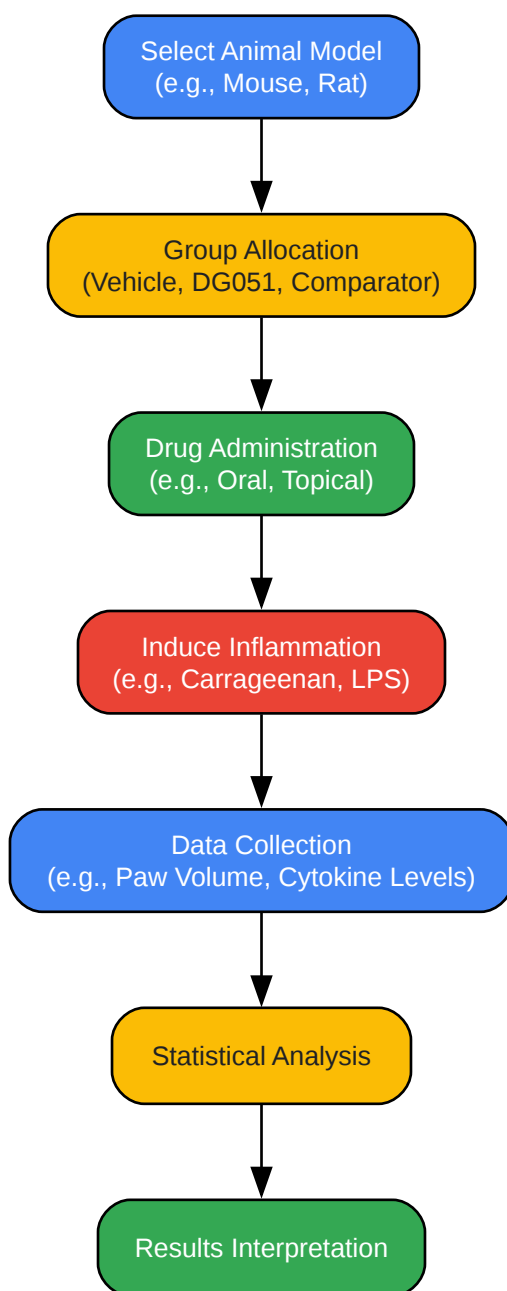 Select Animal Model
(e.g., Mouse, Rat)
Group Allocation
(Vehicle, DG051, Comparator)
Drug Administration
(e.g., Oral, Topical)
Induce Inflammation
(e.g., Carrageenan, LPS)
Data Collection
(e.g., Paw Volume, Cytokine Levels)
Statistical Analysis
Results Interpretation